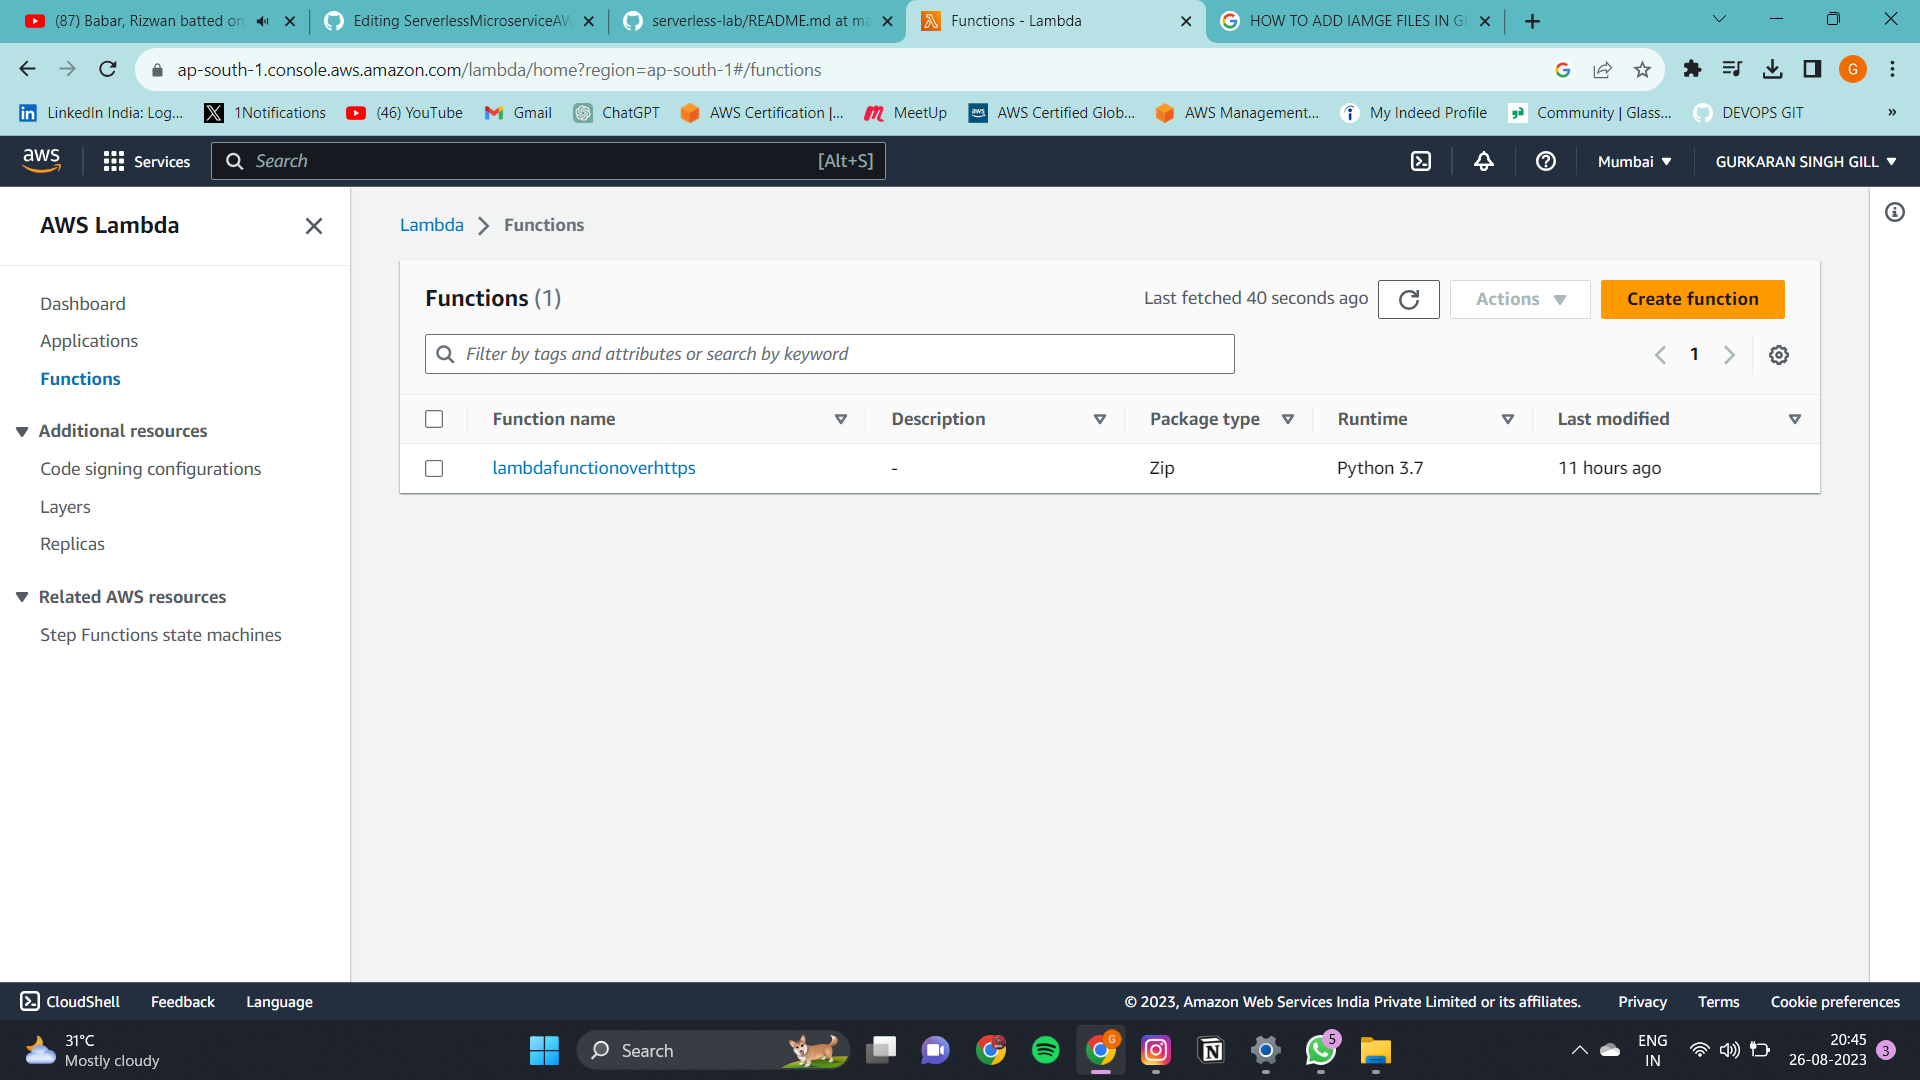 (87) Babar, Rizwan batted on
Editing ServerlessMicroserviceAW
serverless-lab/README.md at ma
Functions - Lambda
HOW TO ADD IAMGE FILES IN GI
ap-south-1.console.aws.amazon.com/lambda/home?region=ap-south-1#/functions
G
LinkedIn India: Log...
1Notifications
(46) YouTube
Gmail
ChatGPT
AWS Certification |...
MeetUp
AWS Certified Glob...
AWS Management...
My Indeed Profile
Community | Glass...
DEVOPS GIT
»
aws
Services
Search
[Alt+S]
Mumbai
GURKARAN SINGH GILL
AWS Lambda
Dashboard
Applications
Functions
Additional resources
Code signing configurations
Layers
Replicas
Related AWS resources
Step Functions state machines
Lambda
Functions
Functions (1)
Last fetched 40 seconds ago
Actions
Create function
Filter by tags and attributes or search by keyword
1
Function name Description Package type Runtime Last modified
lambdafunctionoverhttps - Zip Python 3.7 11 hours ago
CloudShell
Feedback
Language
© 2023, Amazon Web Services India Private Limited or its affiliates.
Privacy
Terms
Cookie preferences
31°C
Mostly cloudy
Search
G
5
ENG
IN
20:45
26-08-2023
3